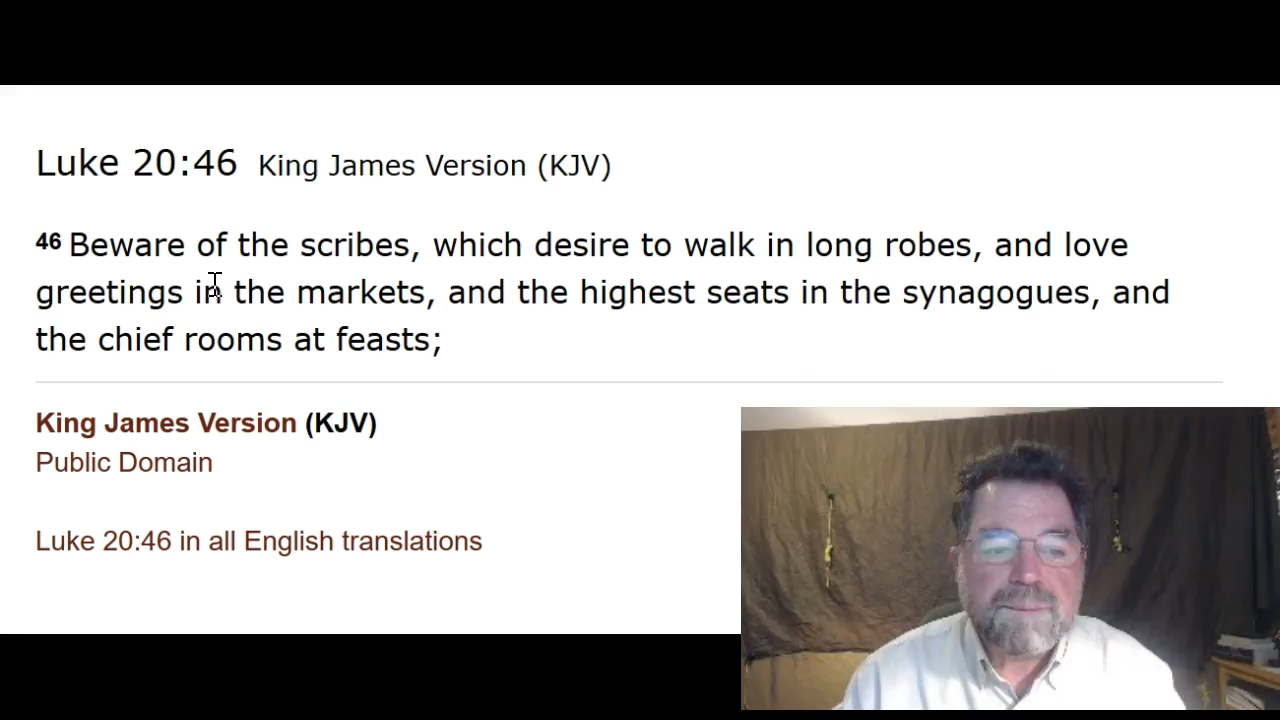 Luke 20:46 King James Version (KJV)
46 Beware of the scribes, which desire to walk in long robes, and love
greetings in the markets, and the highest seats in the synagogues, and
the chief rooms at feasts;
King James Version (KJV)
Public Domain
Luke 20:46 in all English translations